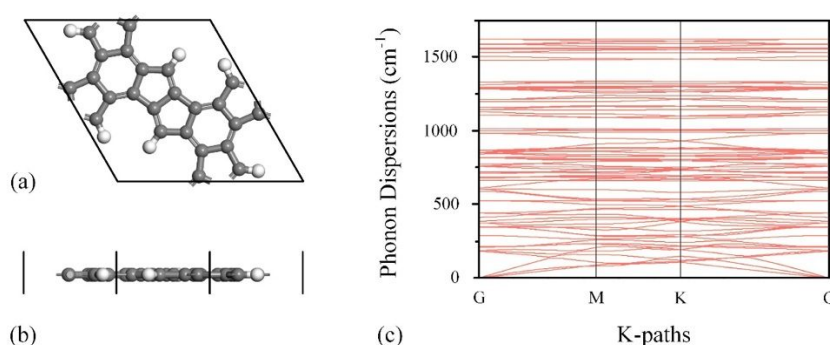 (a)
(b)
Phonon Dispersions (cm-1)
1500
1000
500
0
G
M
K
G
(c)
K-paths